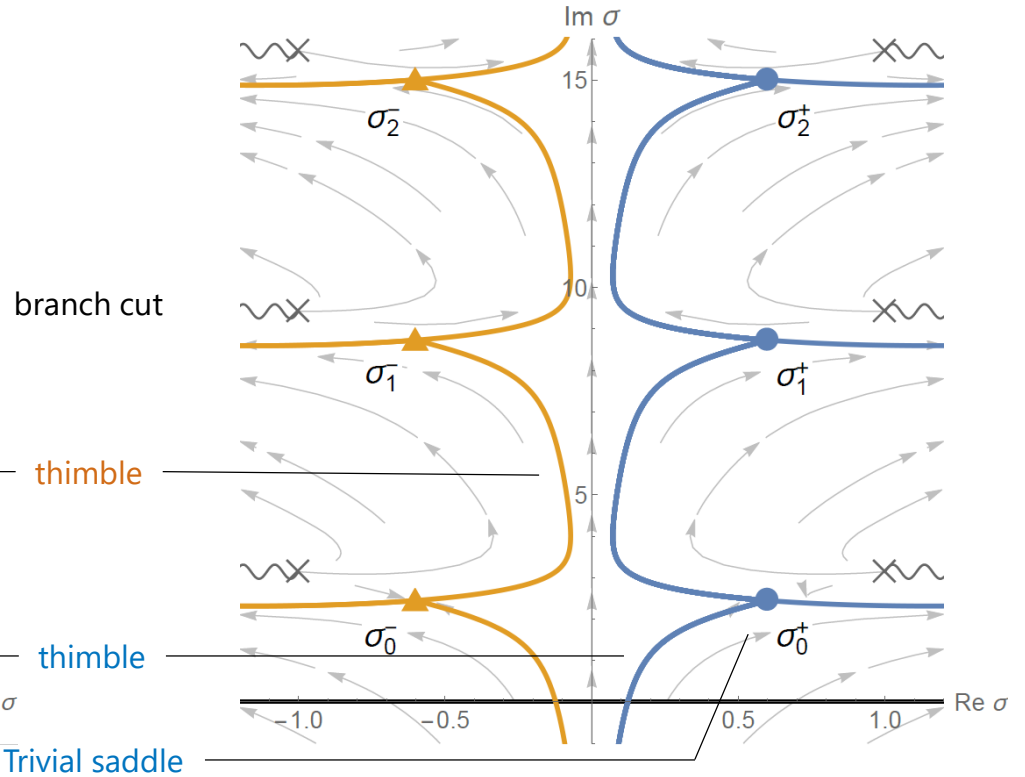 Im σ
15
σ₂⁻
σ₂⁺
branch cut
10
σ₁⁻
σ₁⁺
thimble
5
σ₀⁻
σ₀⁺
thimble
σ
−1.0
−0.5
0.5
1.0
Re σ
Trivial saddle